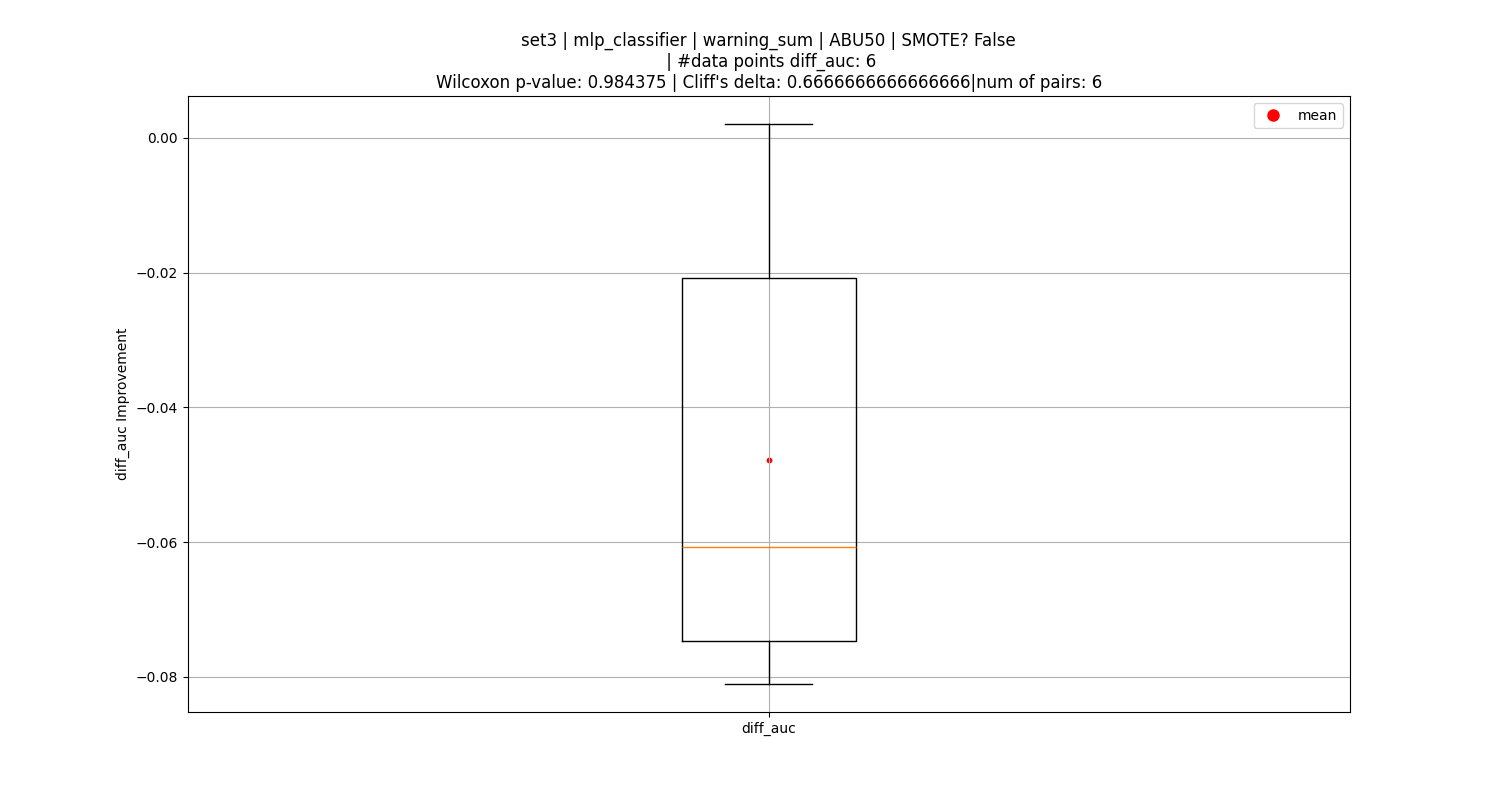 set3 | mlp_classifier | warning_sum | ABU50 | SMOTE? False
| #data points diff_auc: 6
Wilcoxon p-value: 0.984375 | Cliff's delta: 0.6666666666666666|num of pairs: 6
mean
0.00
−0.02
−0.04
−0.06
−0.08
diff_auc Improvement
diff_auc